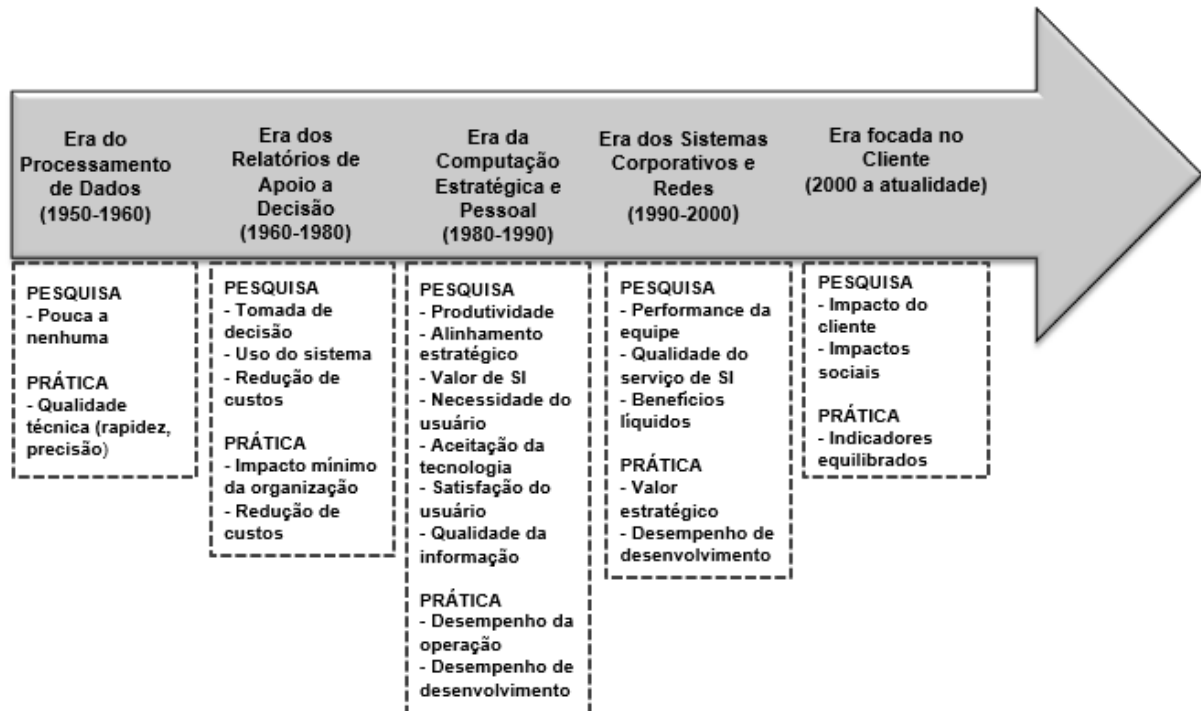 Era do
Processamento
de Dados
(1950-1960)
Era dos
Relatórios de
Apoio a
Decisão
(1960-1980)
Era da
Computação
Estratégica e
Pessoal
(1980-1990)
Era dos Sistemas
Corporativos e
Redes
(1990-2000)
Era focada no
Cliente
(2000 a atualidade)
PESQUISA
- Pouca a
nenhuma
PRÁTICA
- Qualidade
técnica (rapidez,
precisão)
PESQUISA
- Tomada de
decisão
- Uso do sistema
- Redução de
custos
PRÁTICA
- Impacto mínimo
da organização
- Redução de
custos
PESQUISA
- Produtividade
- Alinhamento
estratégico
- Valor de SI
- Necessidade do
usuário
- Aceitação da
tecnologia
- Satisfação do
usuário
- Qualidade da
informação
PRÁTICA
- Desempenho da
operação
- Desempenho de
desenvolvimento
PESQUISA
- Performance da
equipe
- Qualidade do
serviço de SI
- Benefícios
líquidos
PRÁTICA
- Valor
estratégico
- Desempenho de
desenvolvimento
PESQUISA
- Impacto do
cliente
- Impactos
sociais
PRÁTICA
- Indicadores
equilibrados